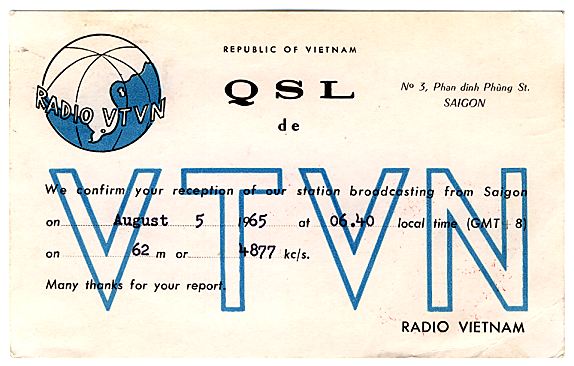 REPUBLIC OF VIETNAM
RADIO VTVN
QSL
Nº 3, Phan dinh Phùng St.
SAIGON
de
VTVN
We confirm your reception of our station broadcasting from Saigon
on August 5 1965 at 06.40 local time (GMT + 8)
on 62 m or 4877 kc/s.
Many thanks for your report.
RADIO VIETNAM